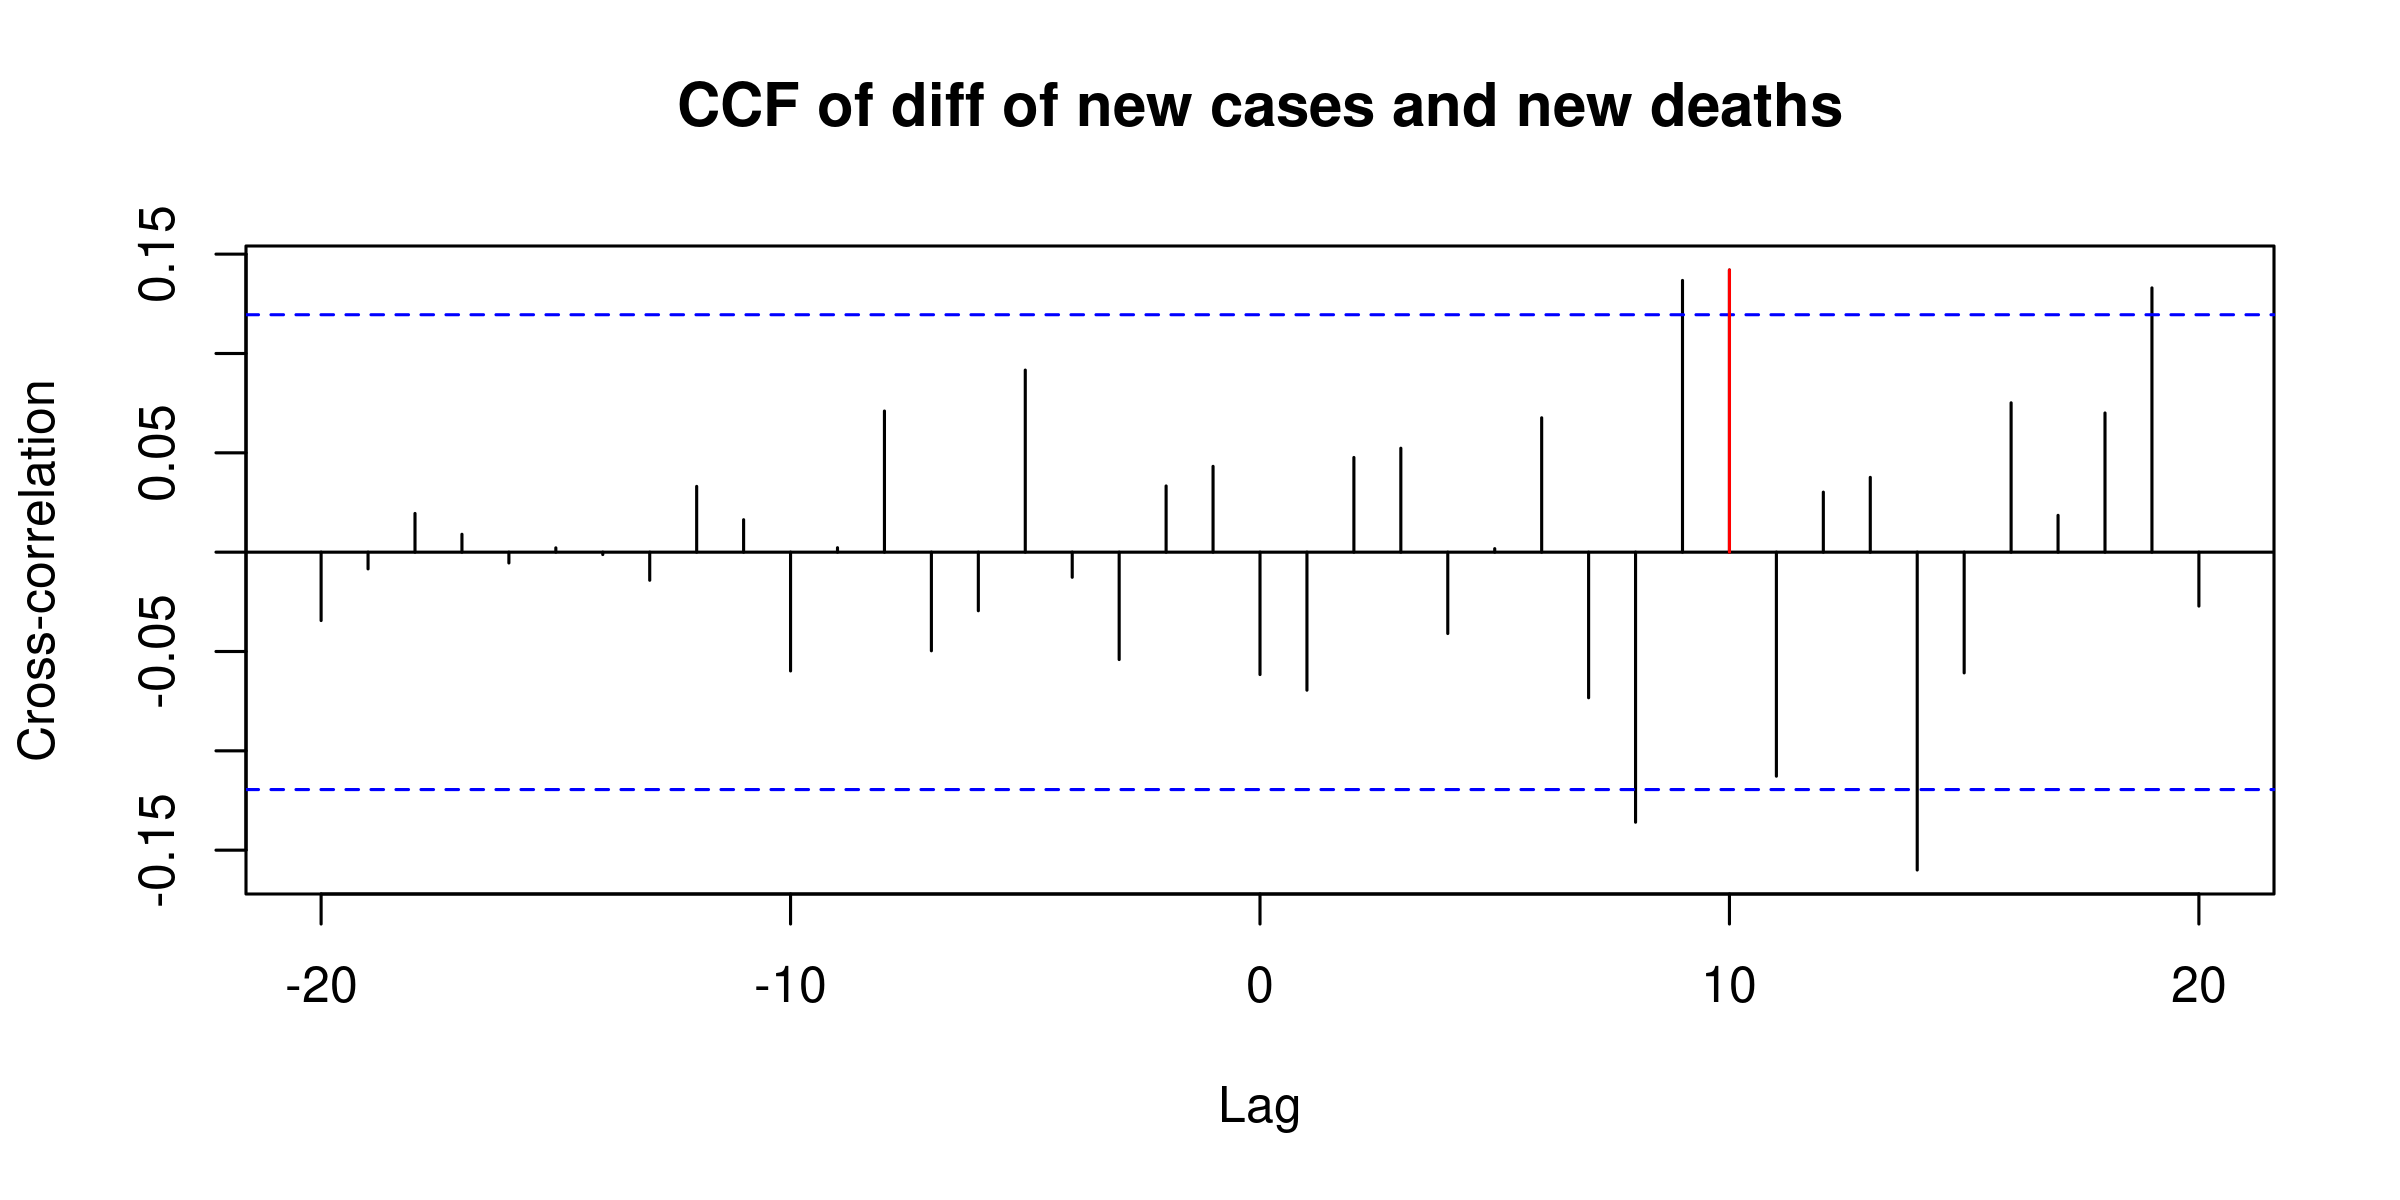 CCF of diff of new cases and new deaths
Cross-correlation
0.15
0.05
-0.05
-0.15
-20 -10 0 10 20
Lag